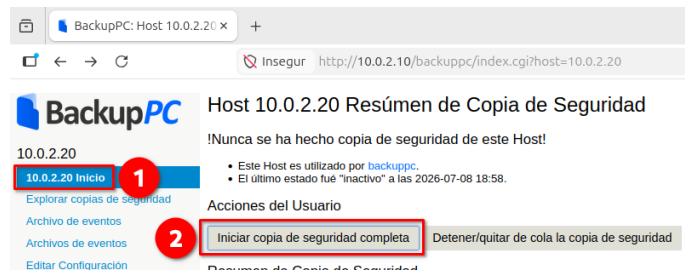 BackupPC: Host 10.0.2.20
Insegur http://10.0.2.10/backuppc/index.cgi?host=10.0.2.20
BackupPC
10.0.2.20
10.0.2.20 Inicio
1
Explorar copias de seguridad
Archivo de eventos
Archivos de eventos
Editar Configuración
Host 10.0.2.20 Resúmen de Copia de Seguridad
!Nunca se ha hecho copia de seguridad de este Host!
• Este Host es utilizado por backuppc.
• El último estado fué "inactivo" a las 2026-07-08 18:58.
Acciones del Usuario
2
Iniciar copia de seguridad completa Detener/quitar de cola la copia de seguridad
Resumen de Copia de Seguridad